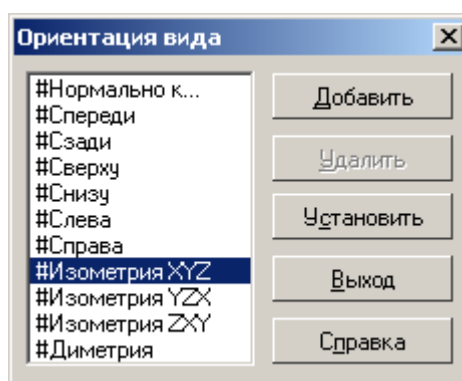 Ориентация вида
#Нормально к...
#Спереди
#Сзади
#Сверху
#Снизу
#Слева
#Справа
#Изометрия XYZ
#Изометрия YZX
#Изометрия ZXY
#Диметрия
Добавить
Удалить
Установить
Выход
Справка